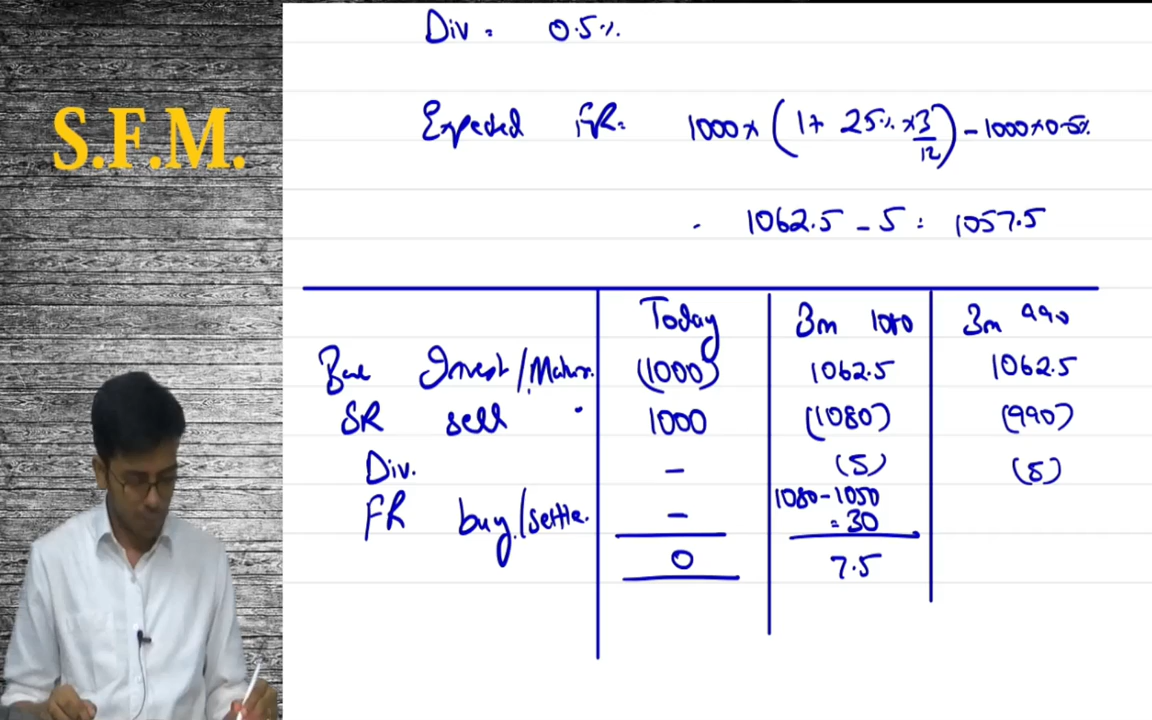 S.F.M.
Div = 0.5%
Expected FR = 1000 x ( 1 + 25% x 3/12 ) - 1000 x 0.5%
= 1062.5 - 5 = 1057.5
Today 3m 1080 3m 990
Invest / Matur. (1000) 1062.5 1062.5
SR sell 1000 (1080) (990)
Div. - (5) (5)
FR buy / settle. - 1080 - 1050 = 30
0 7.5